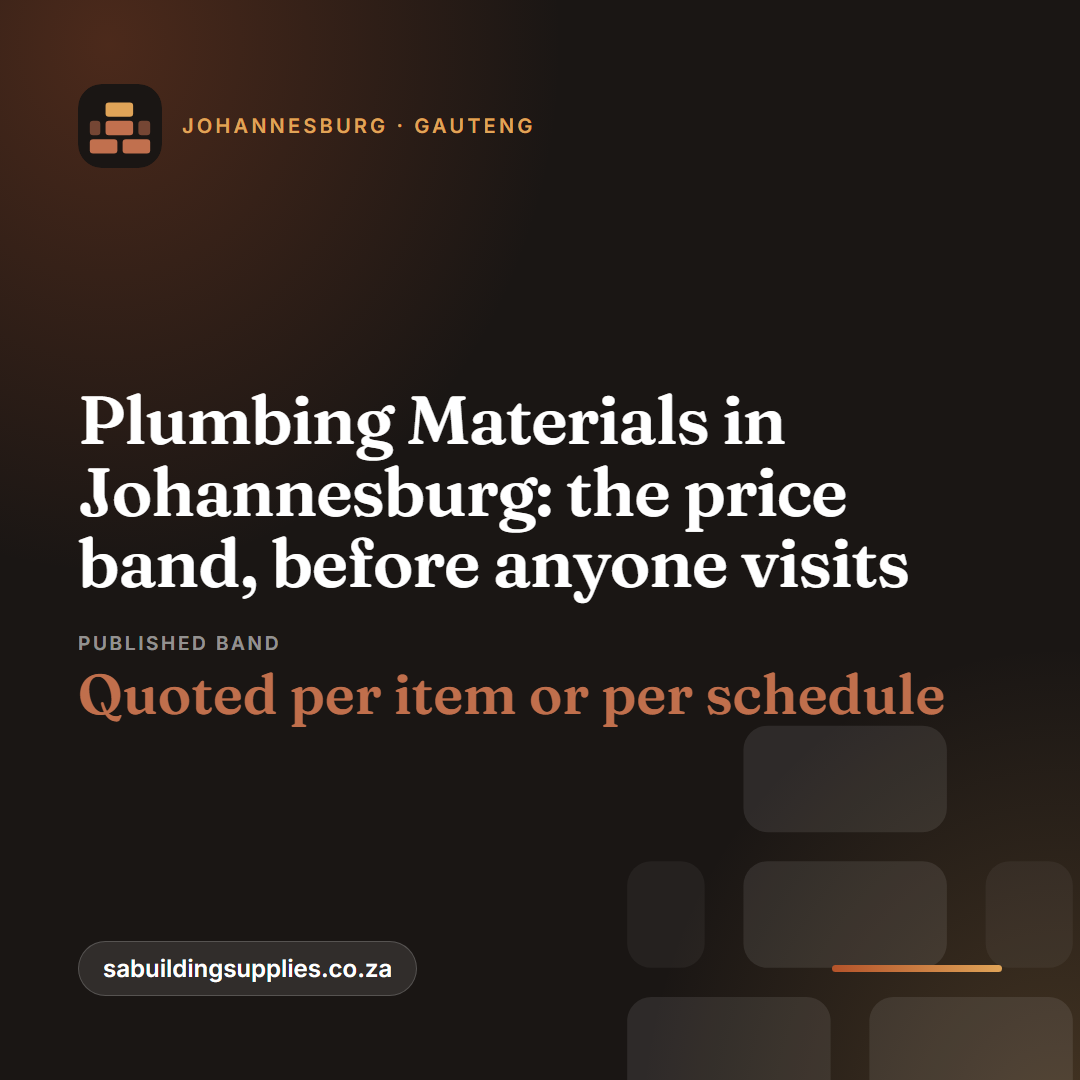 JOHANNESBURG · GAUTENG
Plumbing Materials in
Johannesburg: the price
band, before anyone visits
PUBLISHED BAND
Quoted per item or per schedule
sabuildingsupplies.co.za